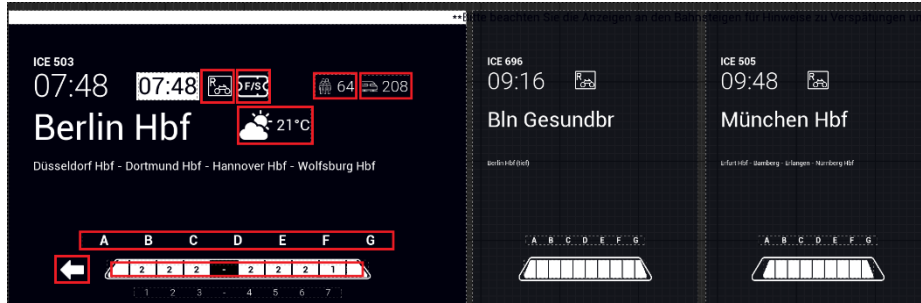 **Bitte beachten Sie die Anzeigen an den Bahnsteigen für Hinweise zu Verspätungen u
ICE 503
07:48 07:48 R F/S 64 208
Berlin Hbf 21°C
Düsseldorf Hbf - Dortmund Hbf - Hannover Hbf - Wolfsburg Hbf
A B C D E F G
2 2 2 - 2 2 2 1
1 2 3 - 4 5 6 7
ICE 696
09:16 R
Bln Gesundbr
Berlin Hbf (tief)
A B C D E F G
ICE 505
09:48 R
München Hbf
Erfurt Hbf - Bamberg - Erlangen - Nürnberg Hbf
A B C D E F G